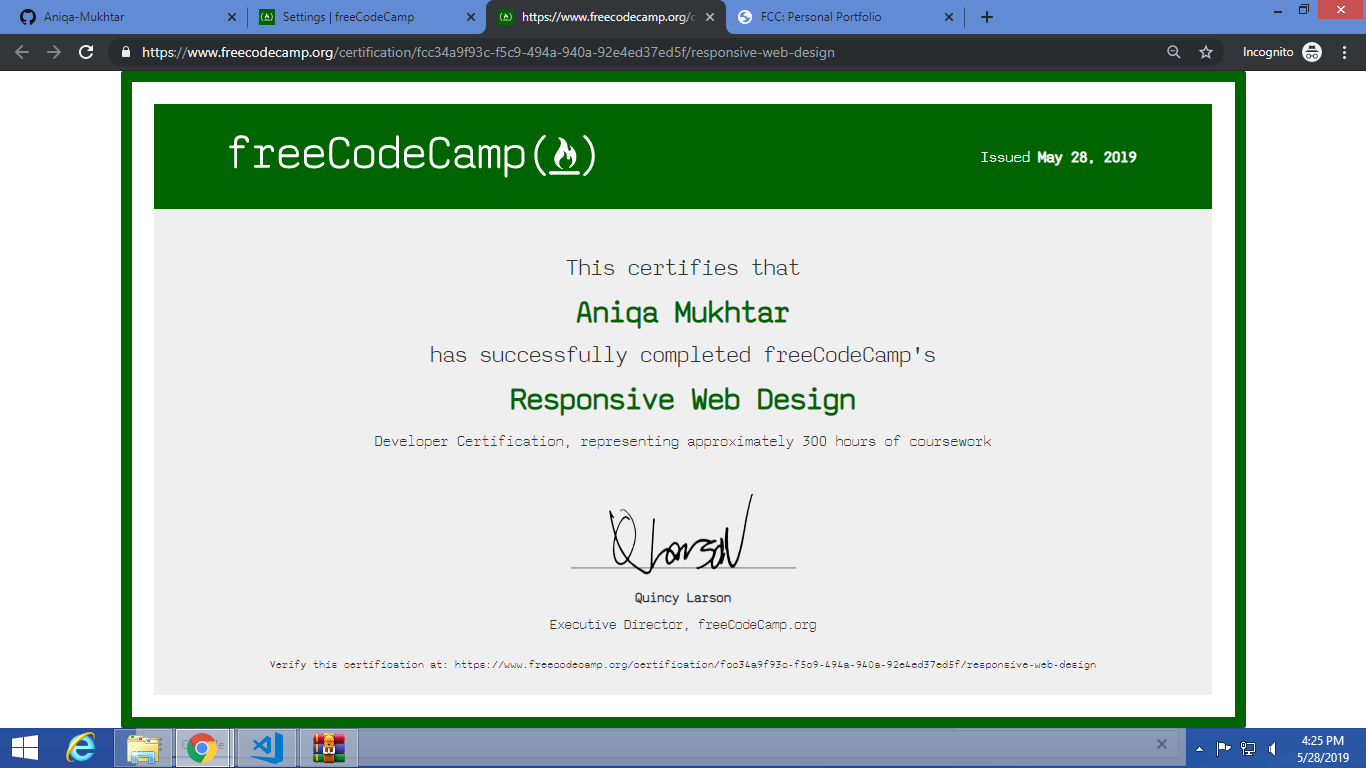 Aniqa-Mukhtar
Settings | freeCodeCamp
https://www.freecodecamp.org/c
FCC: Personal Portfolio
https://www.freecodecamp.org/certification/fcc34a9f93c-f5c9-494a-940a-92e4ed37ed5f/responsive-web-design
Incognito
freeCodeCamp
Issued May 28, 2019
This certifies that
Aniqa Mukhtar
has successfully completed freeCodeCamp's
Responsive Web Design
Developer Certification, representing approximately 300 hours of coursework
Q Larson
Quincy Larson
Executive Director, freeCodeCamp.org
Verify this certification at: https://www.freecodecamp.org/certification/fcc34a9f93c-f5c9-494a-940a-92e4ed37ed5f/responsive-web-design
4:25 PM
5/28/2019